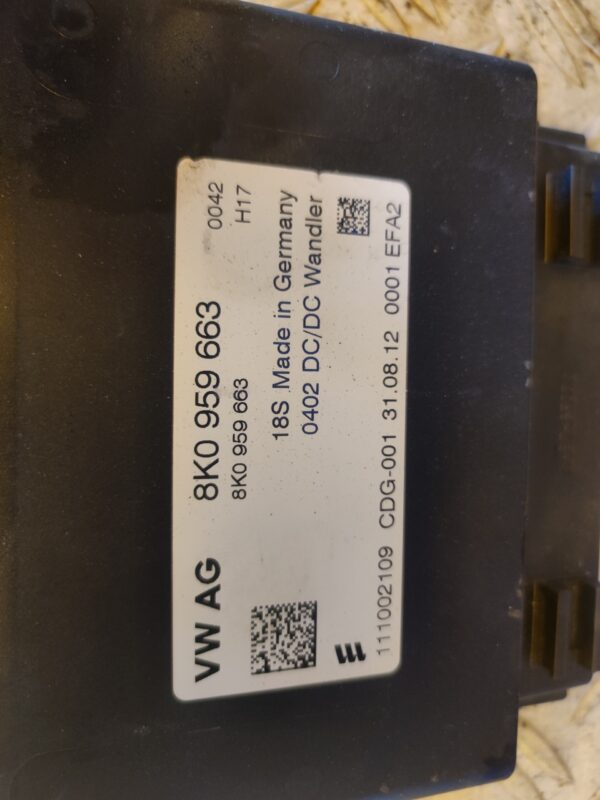 VW AG 8K0 959 663 0042
8K0 959 663 H17
18S Made in Germany
0402 DC/DC Wandler
111002109 CDG-001 31.08.12 0001 EFA2